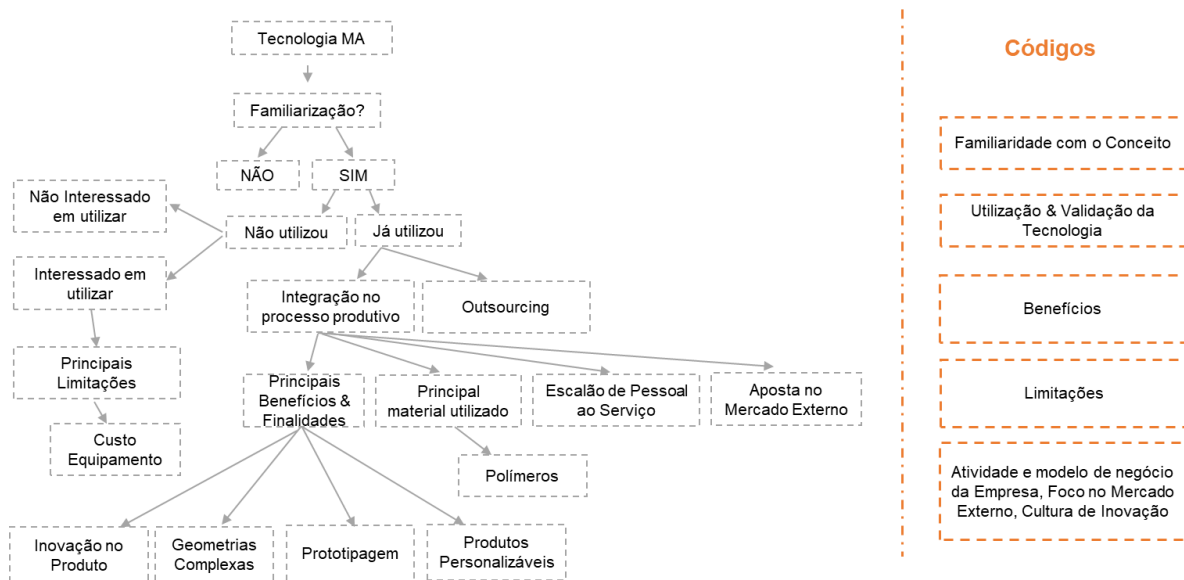 Tecnologia MA
Familiarização?
NÃO
SIM
Não Interessado
em utilizar
Não utilizou
Já utilizou
Interessado em
utilizar
Integração no
processo produtivo
Outsourcing
Principais
Limitações
Principais
Benefícios &
Finalidades
Principal
material utilizado
Escalão de Pessoal
ao Serviço
Aposta no
Mercado Externo
Custo
Equipamento
Polímeros
Inovação no
Produto
Geometrias
Complexas
Prototipagem
Produtos
Personalizáveis
Códigos
Familiaridade com o Conceito
Utilização & Validação da
Tecnologia
Benefícios
Limitações
Atividade e modelo de negócio
da Empresa, Foco no Mercado
Externo, Cultura de Inovação